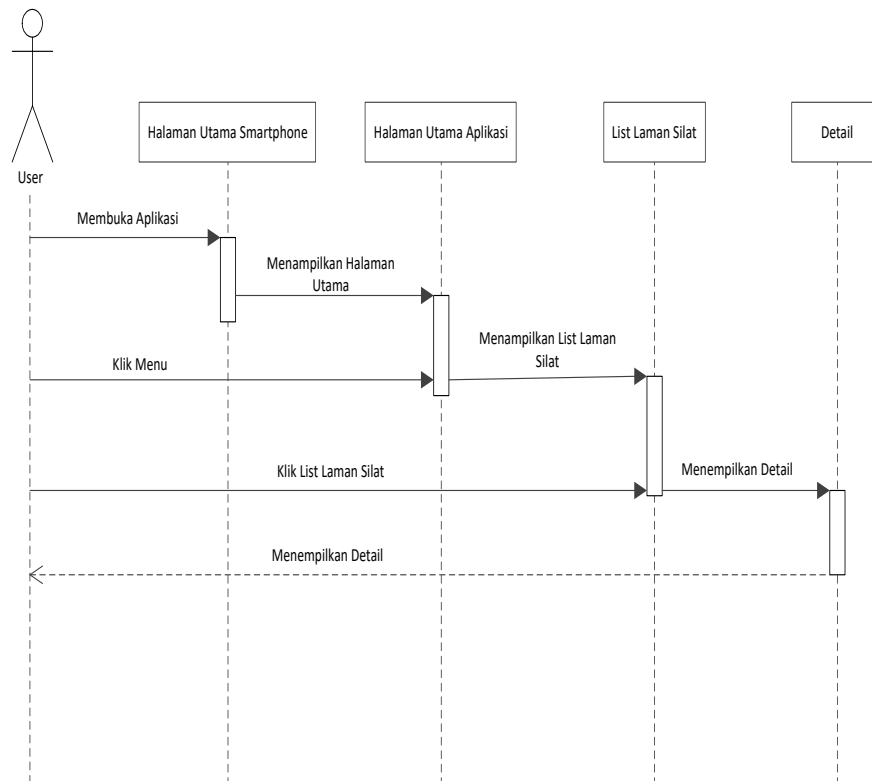 Halaman Utama Smartphone
Halaman Utama Aplikasi
List Laman Silat
Detail
User
Membuka Aplikasi
Menampilkan Halaman
Utama
Menampilkan List Laman
Silat
Klik Menu
Klik List Laman Silat
Menempilkan Detail
Menempilkan Detail